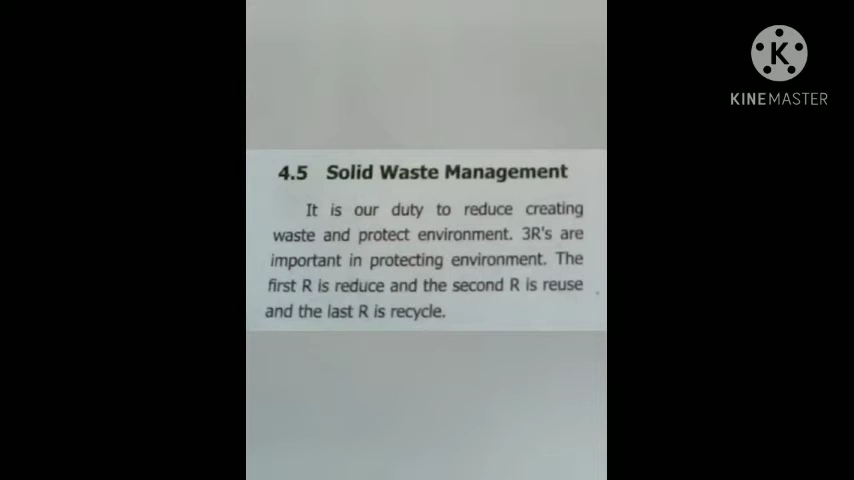 KINEMASTER
4.5 Solid Waste Management
It is our duty to reduce creating
waste and protect environment. 3R's are
important in protecting environment. The
first R is reduce and the second R is reuse
and the last R is recycle.